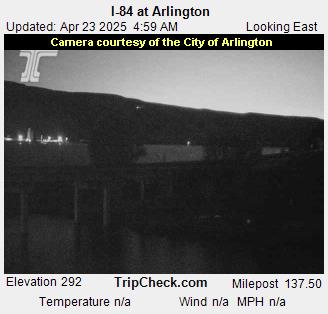 I-84 at Arlington
Updated: Apr 23 2025 4:59 AM Looking East
Camera courtesy of the City of Arlington
Elevation 292 TripCheck.com Milepost 137.50
Temperature n/a Wind n/a MPH n/a